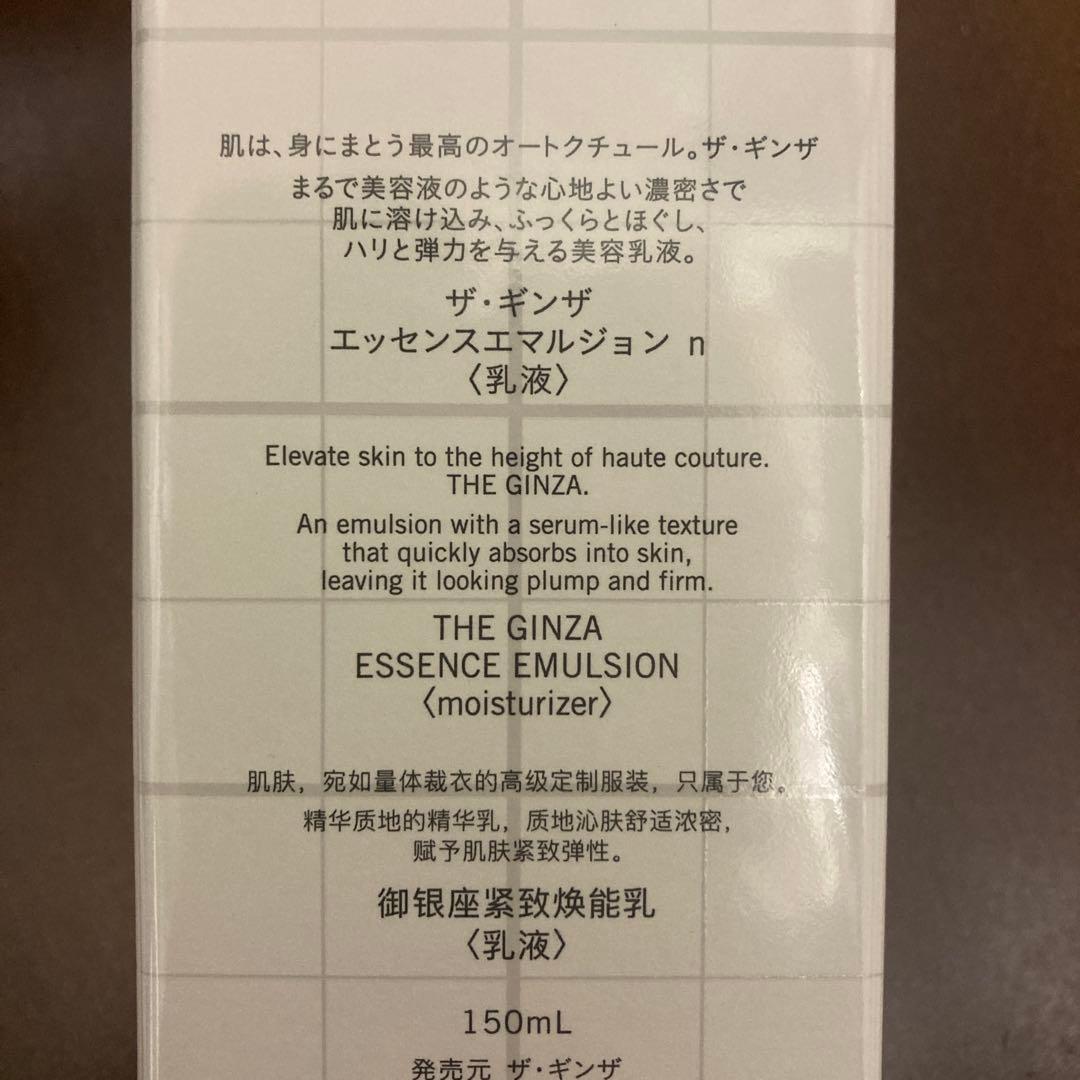 肌は、身にまとう最高のオートクチュール。ザ・ギンザ
まるで美容液のような心地よい濃密さで
肌に溶け込み、ふっくらとほぐし、
ハリと弾力を与える美容乳液。
ザ・ギンザ
エッセンスエマルジョン n
〈乳液〉
Elevate skin to the height of haute couture.
THE GINZA.
An emulsion with a serum-like texture
that quickly absorbs into skin,
leaving it looking plump and firm.
THE GINZA
ESSENCE EMULSION
〈moisturizer〉
肌肤，宛如量体裁衣的高级定制服装，只属于您。
精华质地的精华乳，质地沁肤舒适浓密，
赋予肌肤紧致弹性。
御银座紧致焕能乳
〈乳液〉
150mL
発売元 ザ・ギンザ